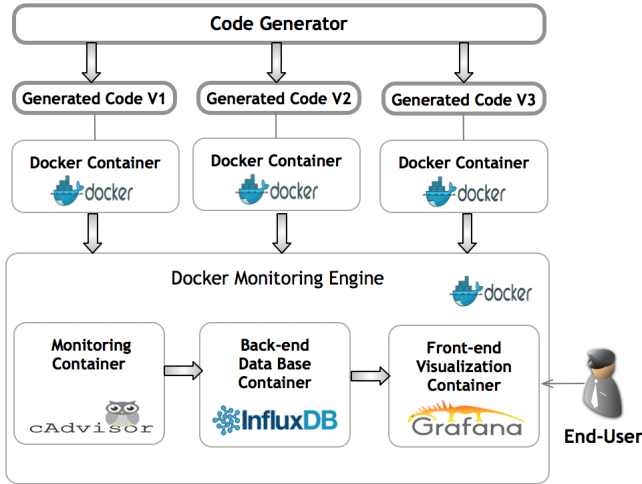 Code Generator
Generated Code V1
Generated Code V2
Generated Code V3
Docker Container
docker
Docker Container
docker
Docker Container
docker
Docker Monitoring Engine
docker
Monitoring
Container
cAdvisor
Back-end
Data Base
Container
InfluxDB
Front-end
Visualization
Container
Grafana
End-User